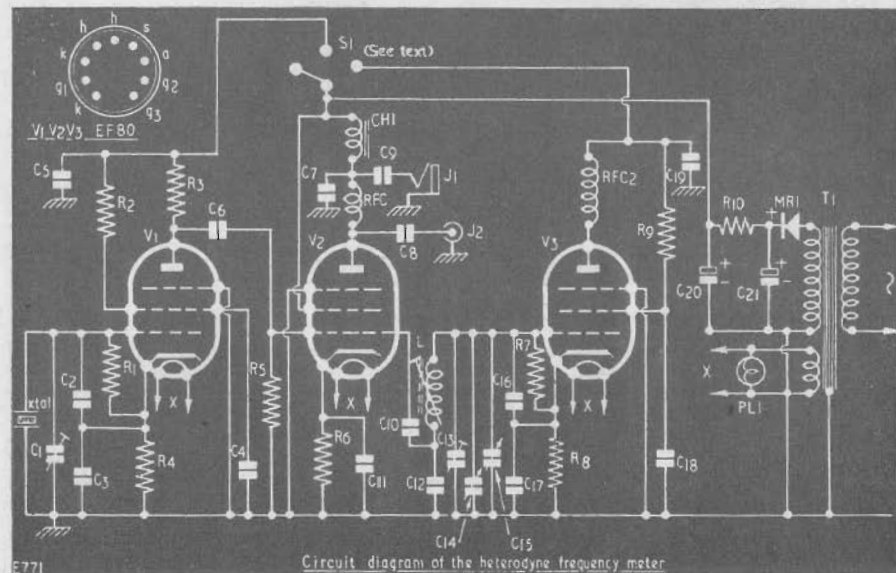 h h
k s
g1 a
k g2
g3
V1 V2 V3 EF80
S1 (See text)
CH1
C5
R2
R3
C7
C9
J1
RFC
RFC2
C19
V1
C6
V2
C8
J2
V3
R9
R10
MR1
T1
C20
C21
xtal
C1
C2
R1
R5
L
R7
C16
X
PL1
C3
R4
C4
X
R6
X
C10
C11
C12
C13
C14
C15
C17
X
R8
C18
E771
Circuit diagram of the heterodyne frequency meter